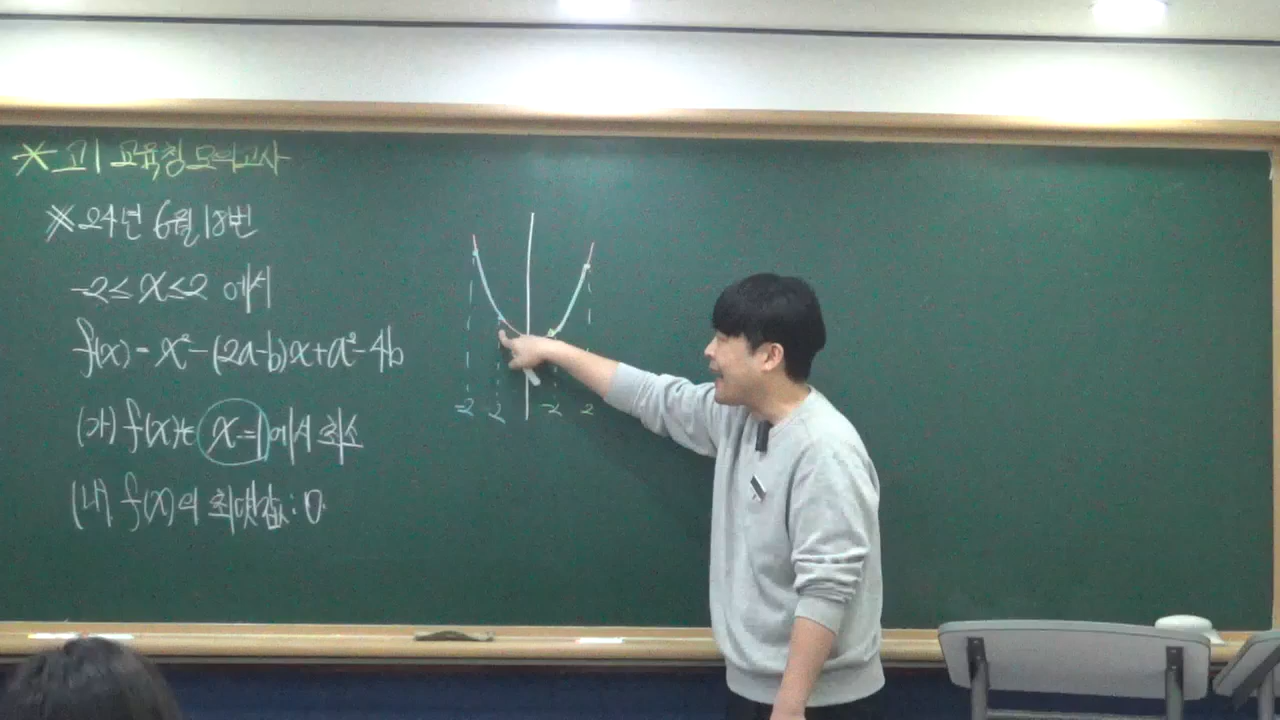 * 고1 교육청모의고사
※24년 6월 18번
-2≤x≤2 에서
f(x)=x²-(2a-b)x+a²-4b
(가) f(x)는 x=1에서 최소
(나) f(x)의 최댓값: 0
-2 2 -2 2